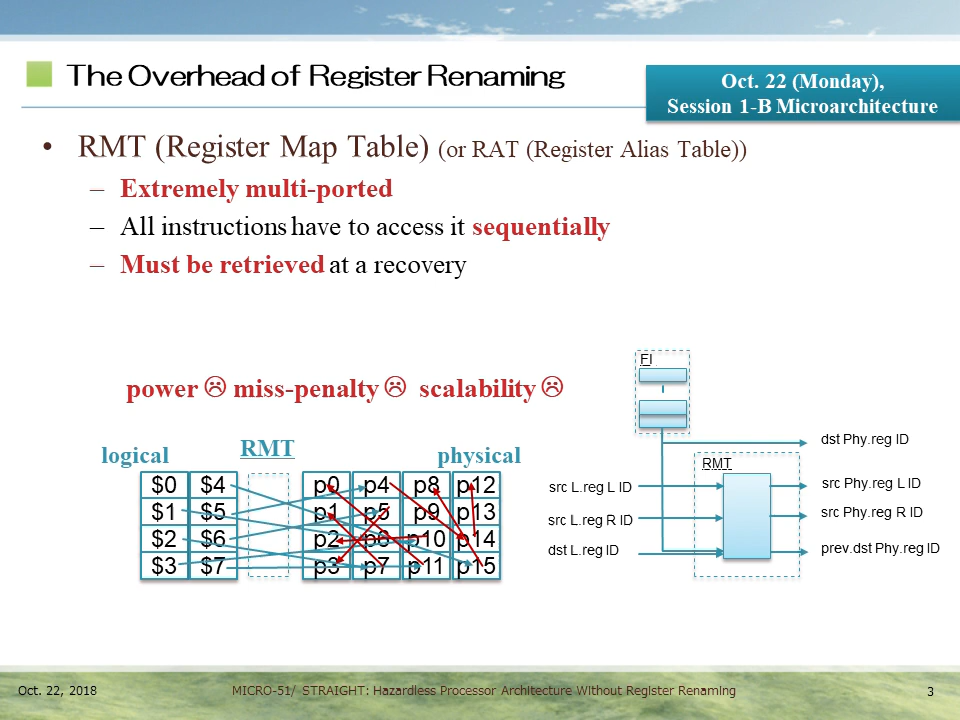 The Overhead of Register Renaming
Oct. 22 (Monday),
Session 1-B Microarchitecture
• RMT (Register Map Table) (or RAT (Register Alias Table))
– Extremely multi-ported
– All instructions have to access it sequentially
– Must be retrieved at a recovery
power ☹ miss-penalty ☹ scalability ☹
logical RMT physical
$0 $4 p0 p4 p8 p12
$1 $5 p1 p5 p9 p13
$2 $6 p2 p6 p10 p14
$3 $7 p3 p7 p11 p15
Fl
dst Phy.reg ID
RMT
src L.reg L ID
src Phy.reg L ID
src L.reg R ID
src Phy.reg R ID
dst L.reg ID
prev.dst Phy.reg ID
Oct. 22, 2018
MICRO-51/ STRAIGHT: Hazardless Processor Architecture Without Register Renaming
3